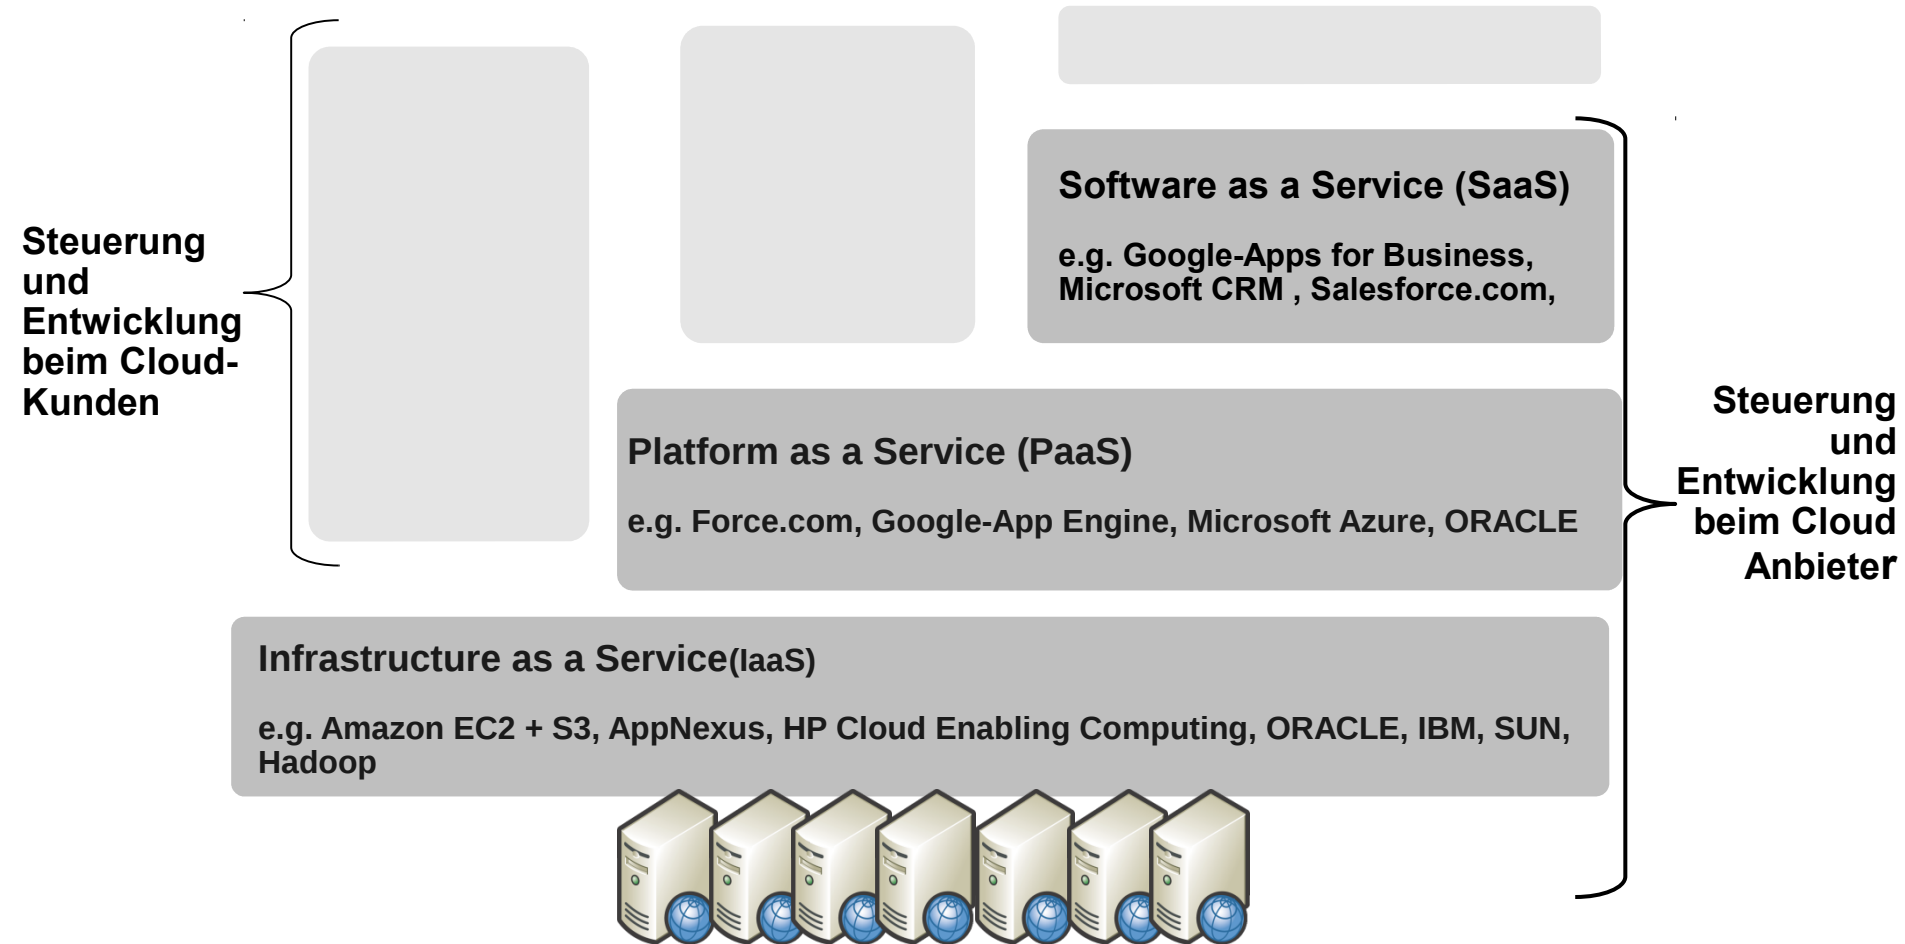 Steuerung
und
Entwicklung
beim Cloud-
Kunden
Software as a Service (SaaS)
e.g. Google-Apps for Business,
Microsoft CRM , Salesforce.com,
Platform as a Service (PaaS)
e.g. Force.com, Google-App Engine, Microsoft Azure, ORACLE
Infrastructure as a Service(IaaS)
e.g. Amazon EC2 + S3, AppNexus, HP Cloud Enabling Computing, ORACLE, IBM, SUN,
Hadoop
Steuerung
und
Entwicklung
beim Cloud
Anbieter